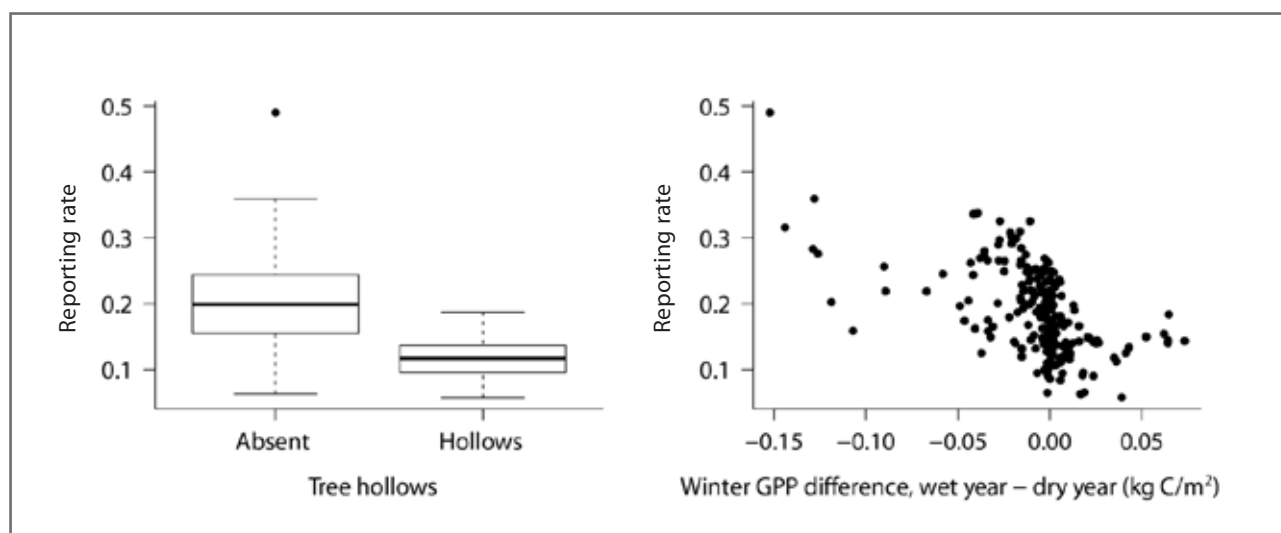 Reporting rate
0.5
0.4
0.3
0.2
0.1
Absent
Hollows
Tree hollows
Reporting rate
0.5
0.4
0.3
0.2
0.1
−0.15
−0.10
−0.05
0.00
0.05
Winter GPP difference, wet year – dry year (kg C/m²)